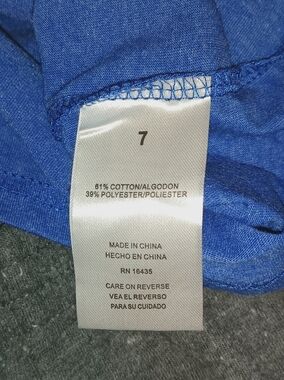 7
61% COTTON/ALGODON
39% POLYESTER/POLIESTER
MADE IN CHINA
HECHO EN CHINA
RN 16435
CARE ON REVERSE
VEA EL REVERSO
PARA SU CUIDADO